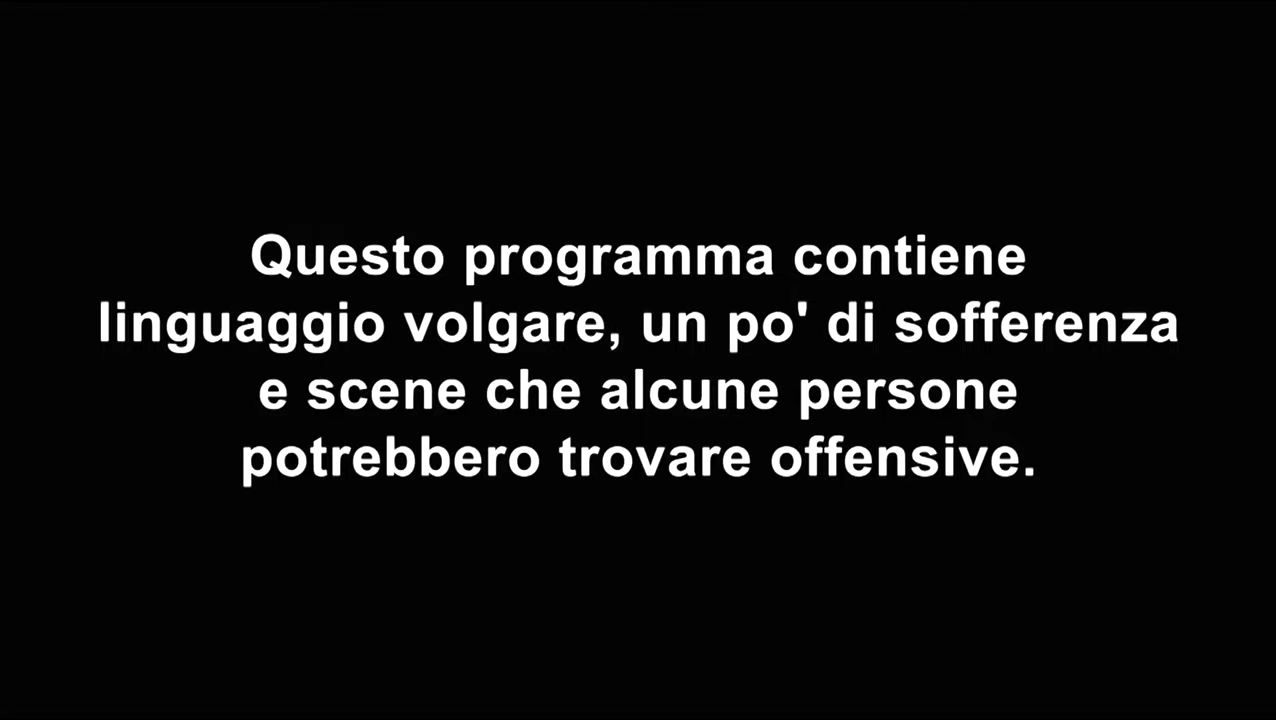 Questo programma contiene
linguaggio volgare, un po' di sofferenza
e scene che alcune persone
potrebbero trovare offensive.